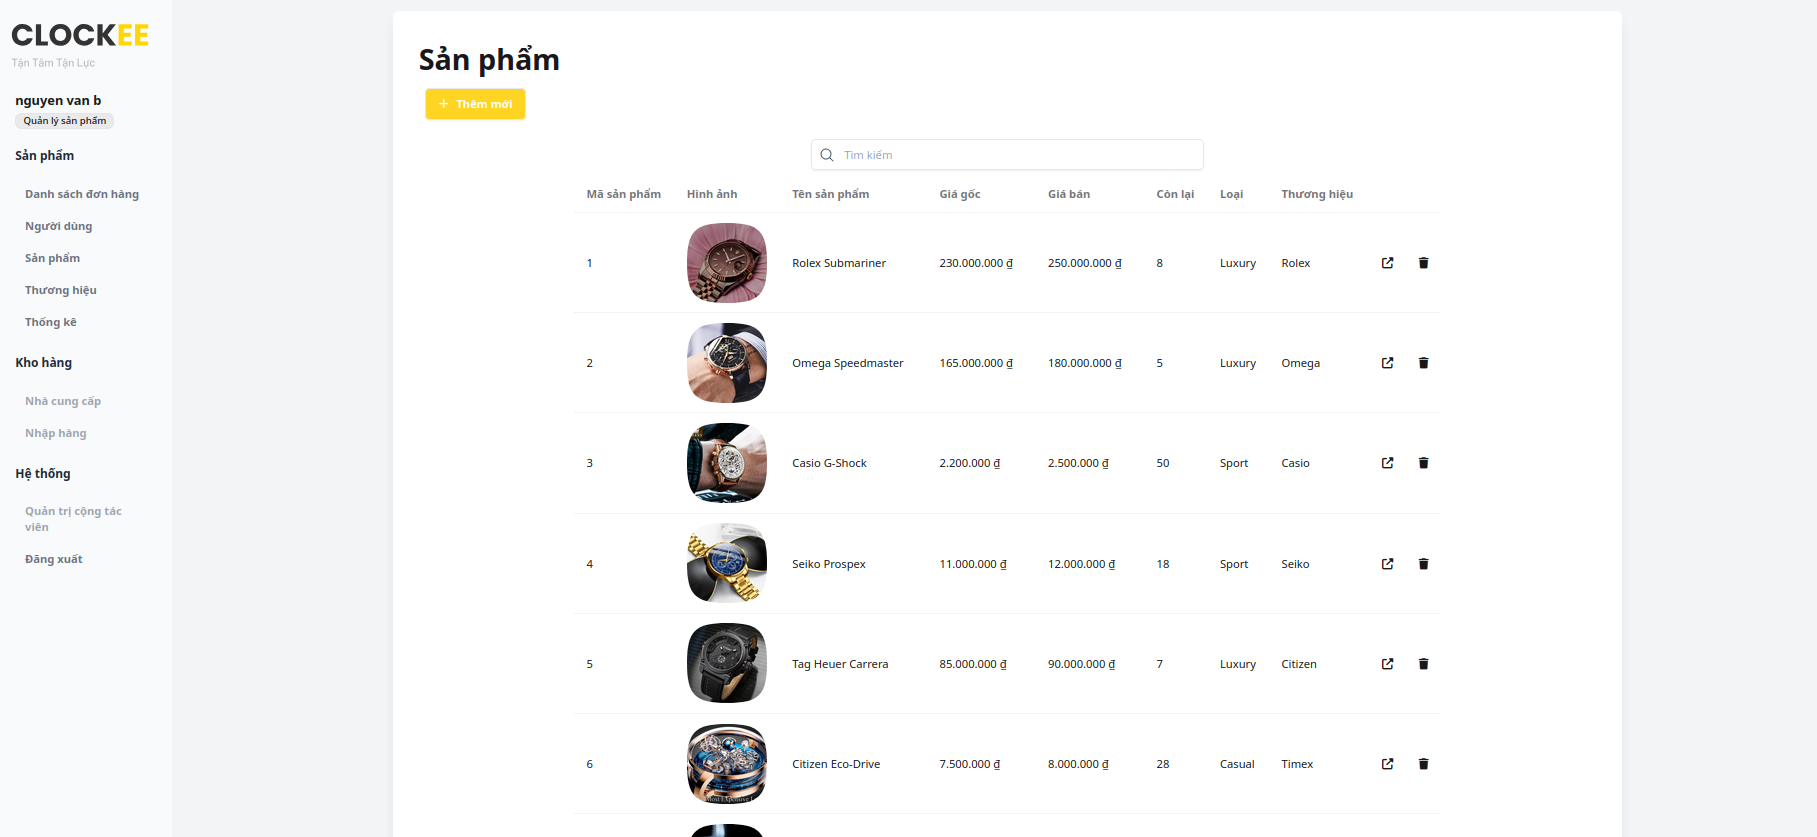 CLOCKEE
Tận Tâm Tận Lực
nguyen van b
Quản lý sản phẩm
Sản phẩm
Danh sách đơn hàng
Người dùng
Sản phẩm
Thương hiệu
Thống kê
Kho hàng
Nhà cung cấp
Nhập hàng
Hệ thống
Quản trị cộng tác
viên
Đăng xuất
Sản phẩm
Thêm mới
Tìm kiếm
Mã sản phẩm Hình ảnh Tên sản phẩm Giá gốc Giá bán Còn lại Loại Thương hiệu
1 Rolex Submariner 230.000.000 ₫ 250.000.000 ₫ 8 Luxury Rolex
2 Omega Speedmaster 165.000.000 ₫ 180.000.000 ₫ 5 Luxury Omega
3 Casio G-Shock 2.200.000 ₫ 2.500.000 ₫ 50 Sport Casio
4 Seiko Prospex 11.000.000 ₫ 12.000.000 ₫ 18 Sport Seiko
5 Tag Heuer Carrera 85.000.000 ₫ 90.000.000 ₫ 7 Luxury Citizen
6 Citizen Eco-Drive 7.500.000 ₫ 8.000.000 ₫ 28 Casual Timex